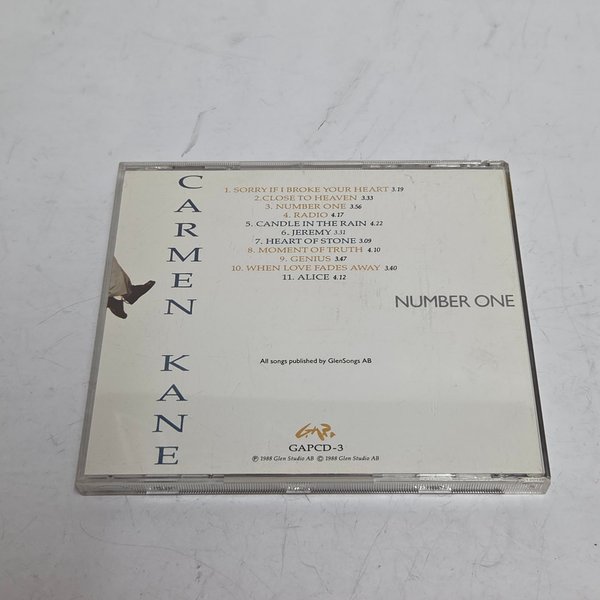 CARMEN KANE
1. SORRY IF I BROKE YOUR HEART 3.19
2. CLOSE TO HEAVEN 3.33
3. NUMBER ONE 3.56
4. RADIO 4.17
5. CANDLE IN THE RAIN 4.22
6. JEREMY 3.31
7. HEART OF STONE 3.09
8. MOMENT OF TRUTH 4.10
9. GENIUS 3.47
10. WHEN LOVE FADES AWAY 3.40
11. ALICE 4.12
NUMBER ONE
All songs published by GlenSongs AB
GAP.
GAPCD-3
℗ 1988 Glen Studio AB © 1988 Glen Studio AB